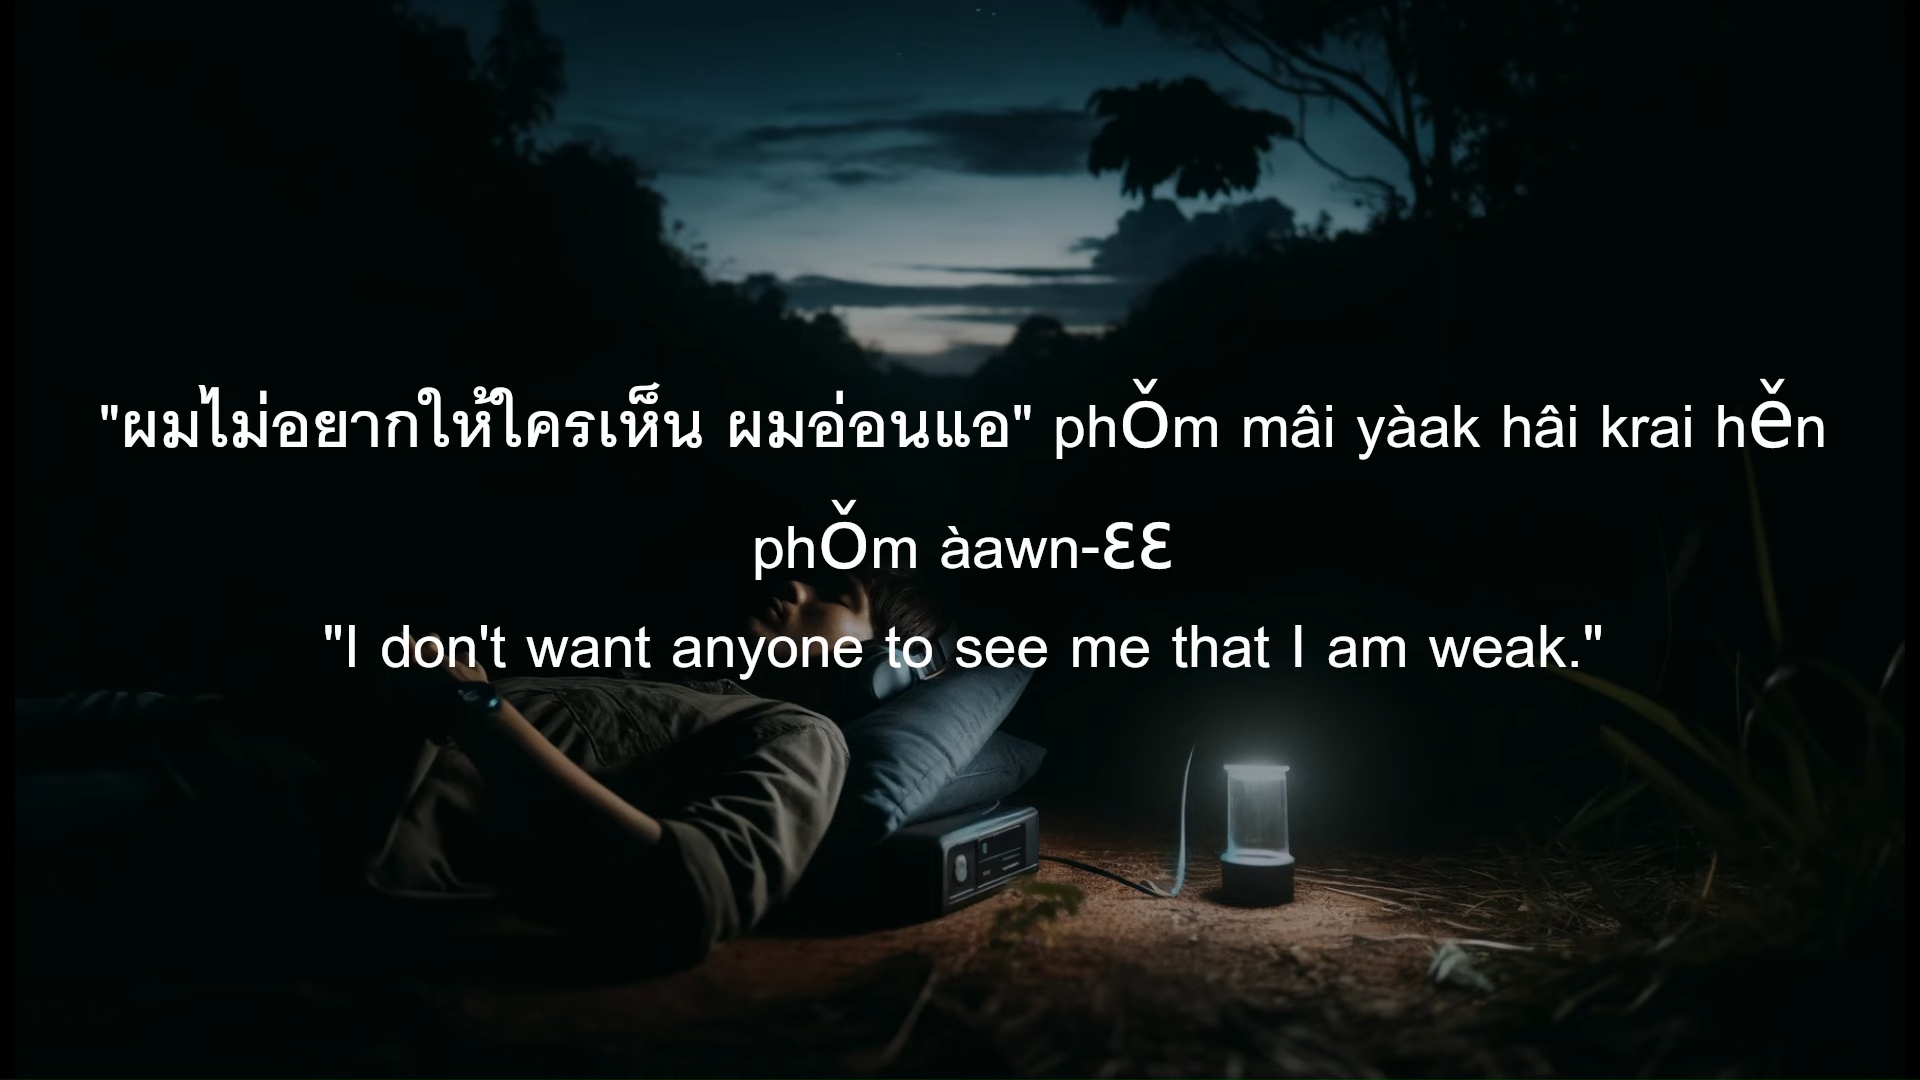 "ผมไม่อยากให้ใครเห็น ผมอ่อนแอ" phǑm mâi yàak hâi krai hě​n
phǑm àawn-ƐƐ
"I don't want anyone to see me that I am weak."